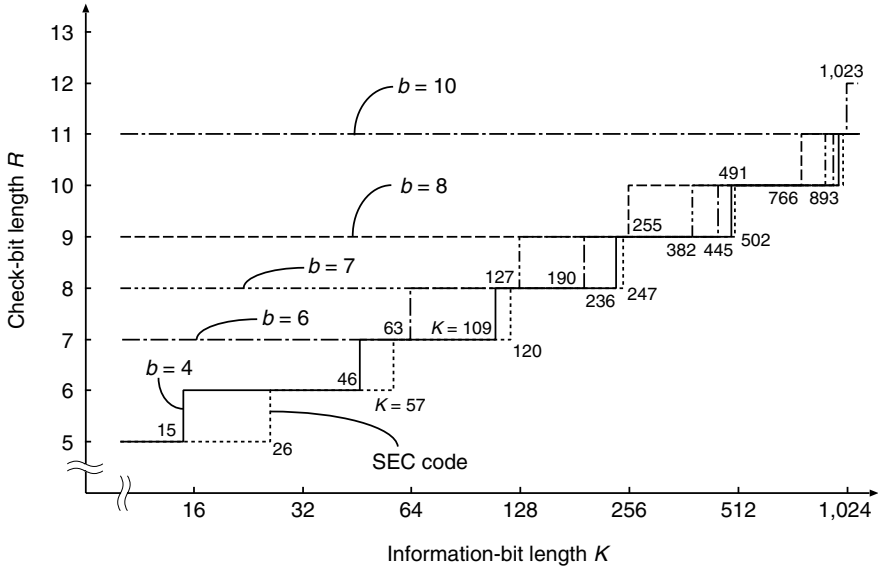 13
12
11
10
9
8
7
6
5
Check-bit length R
1,023
b = 10
491
b = 8
766 893
255
502
382 445
b = 7
127 190
236 247
b = 6
63 K = 109
120
b = 4
46
K = 57
15
26
SEC code
16 32 64 128 256 512 1,024
Information-bit length K